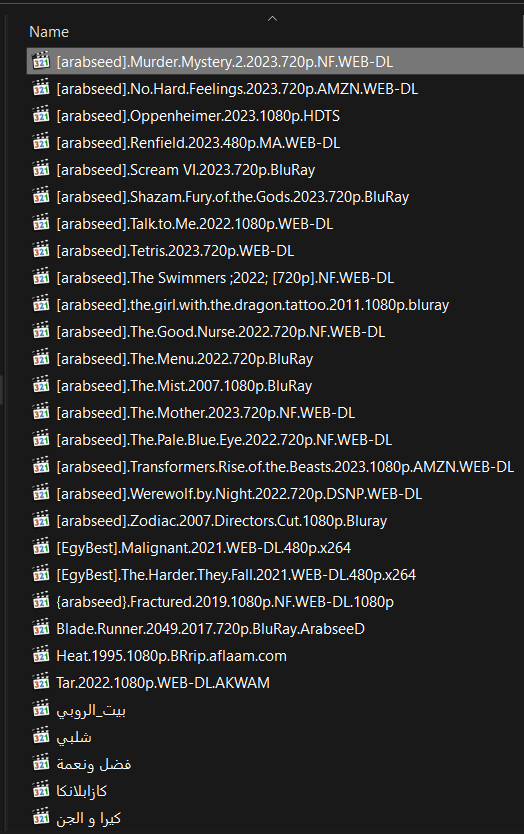 Name
[arabseed].Murder.Mystery.2.2023.720p.NF.WEB-DL
[arabseed].No.Hard.Feelings.2023.720p.AMZN.WEB-DL
[arabseed].Oppenheimer.2023.1080p.HDTS
[arabseed].Renfield.2023.480p.MA.WEB-DL
[arabseed].Scream VI.2023.720p.BluRay
[arabseed].Shazam.Fury.of.the.Gods.2023.720p.BluRay
[arabseed].Talk.to.Me.2022.1080p.WEB-DL
[arabseed].Tetris.2023.720p.WEB-DL
[arabseed].The Swimmers ;2022; [720p].NF.WEB-DL
[arabseed].the.girl.with.the.dragon.tattoo.2011.1080p.bluray
[arabseed].The.Good.Nurse.2022.720p.NF.WEB-DL
[arabseed].The.Menu.2022.720p.BluRay
[arabseed].The.Mist.2007.1080p.BluRay
[arabseed].The.Mother.2023.720p.NF.WEB-DL
[arabseed].The.Pale.Blue.Eye.2022.720p.NF.WEB-DL
[arabseed].Transformers.Rise.of.the.Beasts.2023.1080p.AMZN.WEB-DL
[arabseed].Werewolf.by.Night.2022.720p.DSNP.WEB-DL
[arabseed].Zodiac.2007.Directors.Cut.1080p.Bluray
[EgyBest].Malignant.2021.WEB-DL.480p.x264
[EgyBest].The.Harder.They.Fall.2021.WEB-DL.480p.x264
{arabseed}.Fractured.2019.1080p.NF.WEB-DL.1080p
Blade.Runner.2049.2017.720p.BluRay.ArabseeD
Heat.1995.1080p.BRrip.aflaam.com
Tar.2022.1080p.WEB-DL.AKWAM
بيت_الروبي
شلبي
فضل ونعمة
كازابلانكا
كيرا و الجن